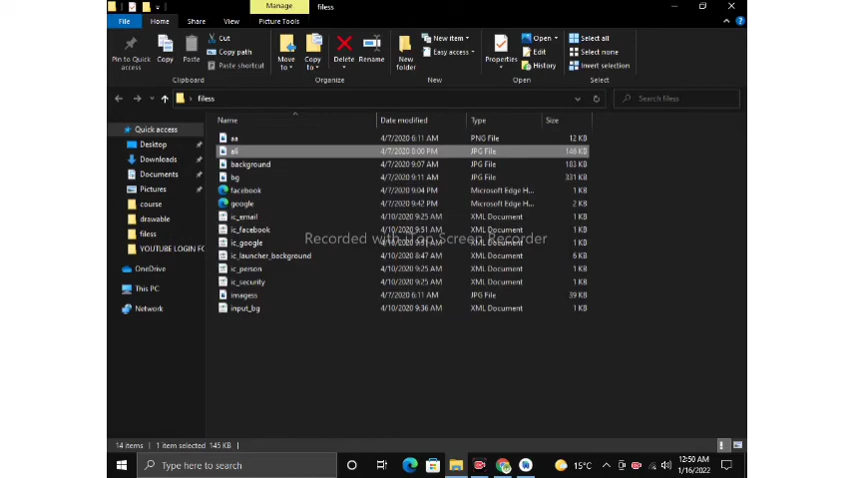 Manage filess
File Home Share View Picture Tools
Pin to Quick access
Copy
Paste
Cut
Copy path
Paste shortcut
Move to
Copy to
Delete
Rename
New folder
New item
Easy access
Properties
Open
Edit
History
Select all
Select none
Invert selection
Clipboard Organize New Open Select
filess
Search filess
Name Date modified Type Size
Quick access
Desktop
Downloads
Documents
Pictures
course
drawable
filess
YOUTUBE LOGIN FO
OneDrive
This PC
Network
aa 4/7/2020 6:11 AM PNG File 12 KB
all 4/7/2020 8:00 PM JPG File 146 KB
background 4/7/2020 9:07 AM JPG File 183 KB
bg 4/7/2020 9:11 AM JPG File 331 KB
facebook 4/7/2020 9:04 PM Microsoft Edge H... 1 KB
google 4/7/2020 9:42 PM Microsoft Edge H... 1 KB
ic_email 4/10/2020 9:25 AM XML Document 1 KB
ic_facebook 4/10/2020 9:51 AM XML Document 1 KB
ic_google 4/10/2020 9:51 AM XML Document 1 KB
ic_launcher_background 4/10/2020 8:47 AM XML Document 6 KB
ic_person 4/10/2020 9:25 AM XML Document 1 KB
ic_security 4/10/2020 9:25 AM XML Document 1 KB
imagess 4/7/2020 6:11 AM JPG File 39 KB
input_bg 4/10/2020 9:36 AM XML Document 1 KB
Recorded with iTop Screen Recorder
14 items 1 item selected 145 KB
Type here to search
15°C
12:50 AM
1/16/2022